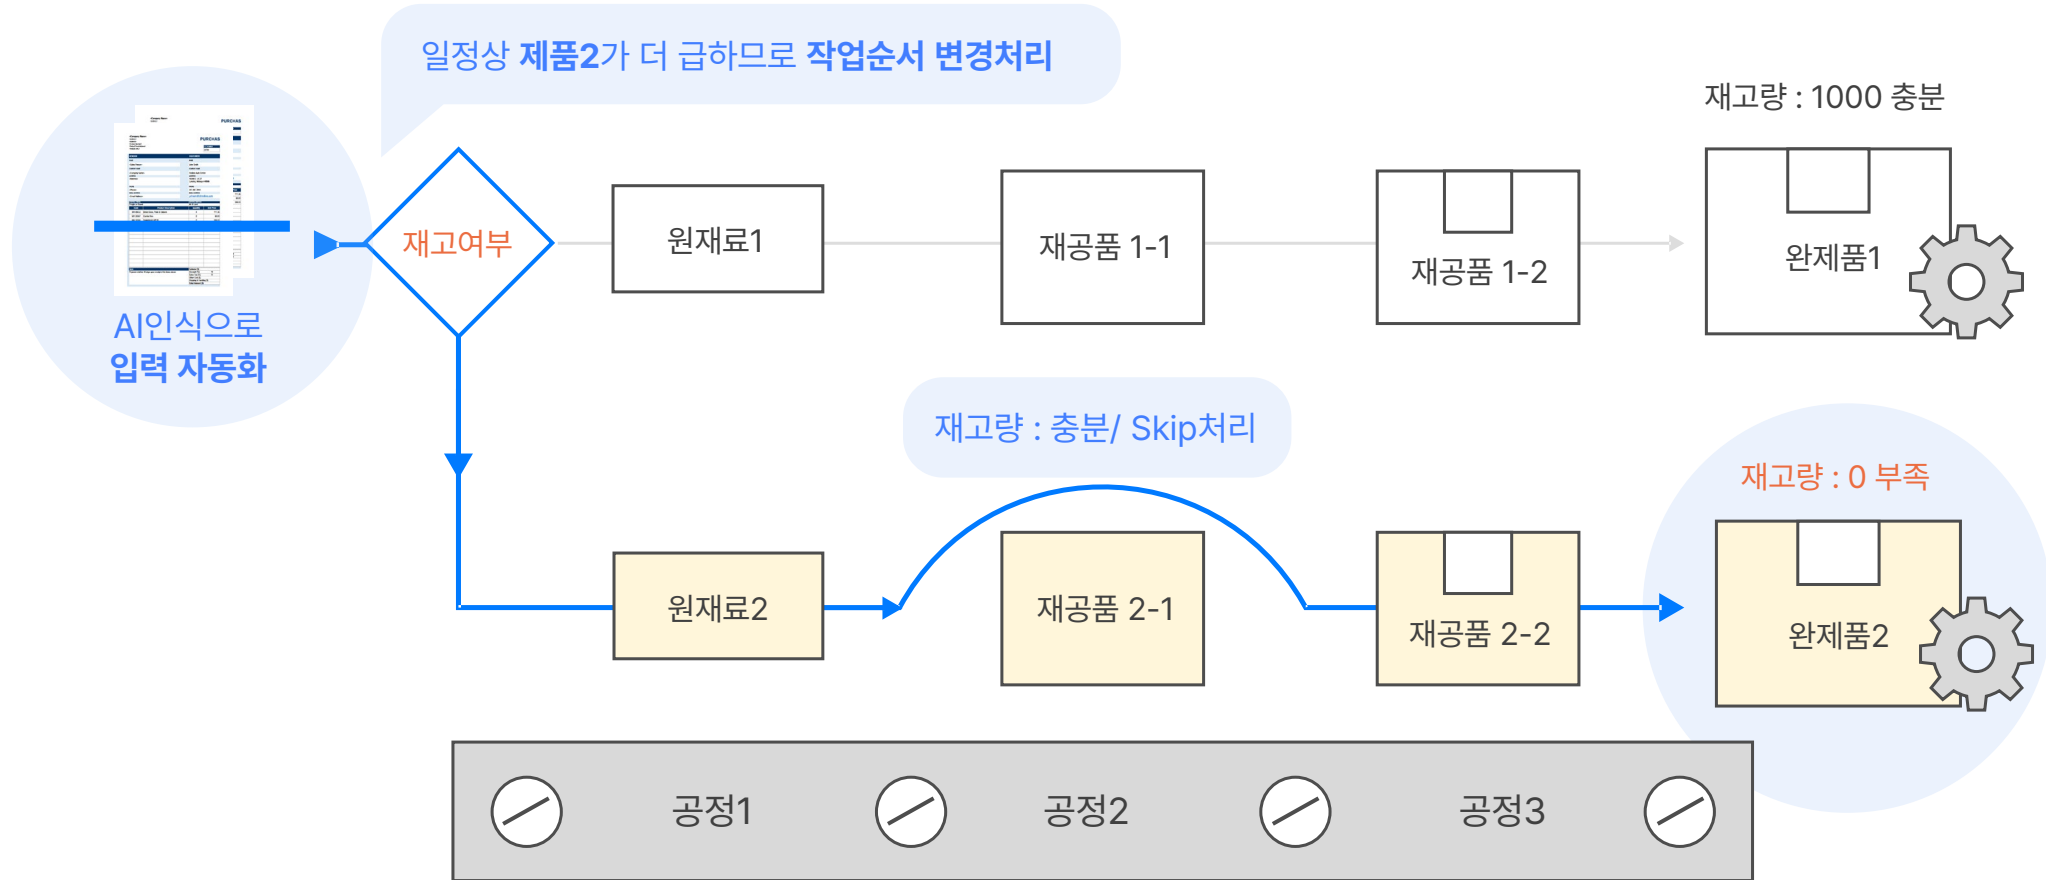 일정상 제품2가 더 급하므로 작업순서 변경처리
재고량 : 1000 충분
PURCHAS
PURCHAS
재고여부
원재료1
재공품 1-1
재공품 1-2
완제품1
AI인식으로
입력 자동화
재고량 : 충분/ Skip처리
재고량 : 0 부족
원재료2
재공품 2-1
재공품 2-2
완제품2
공정1
공정2
공정3